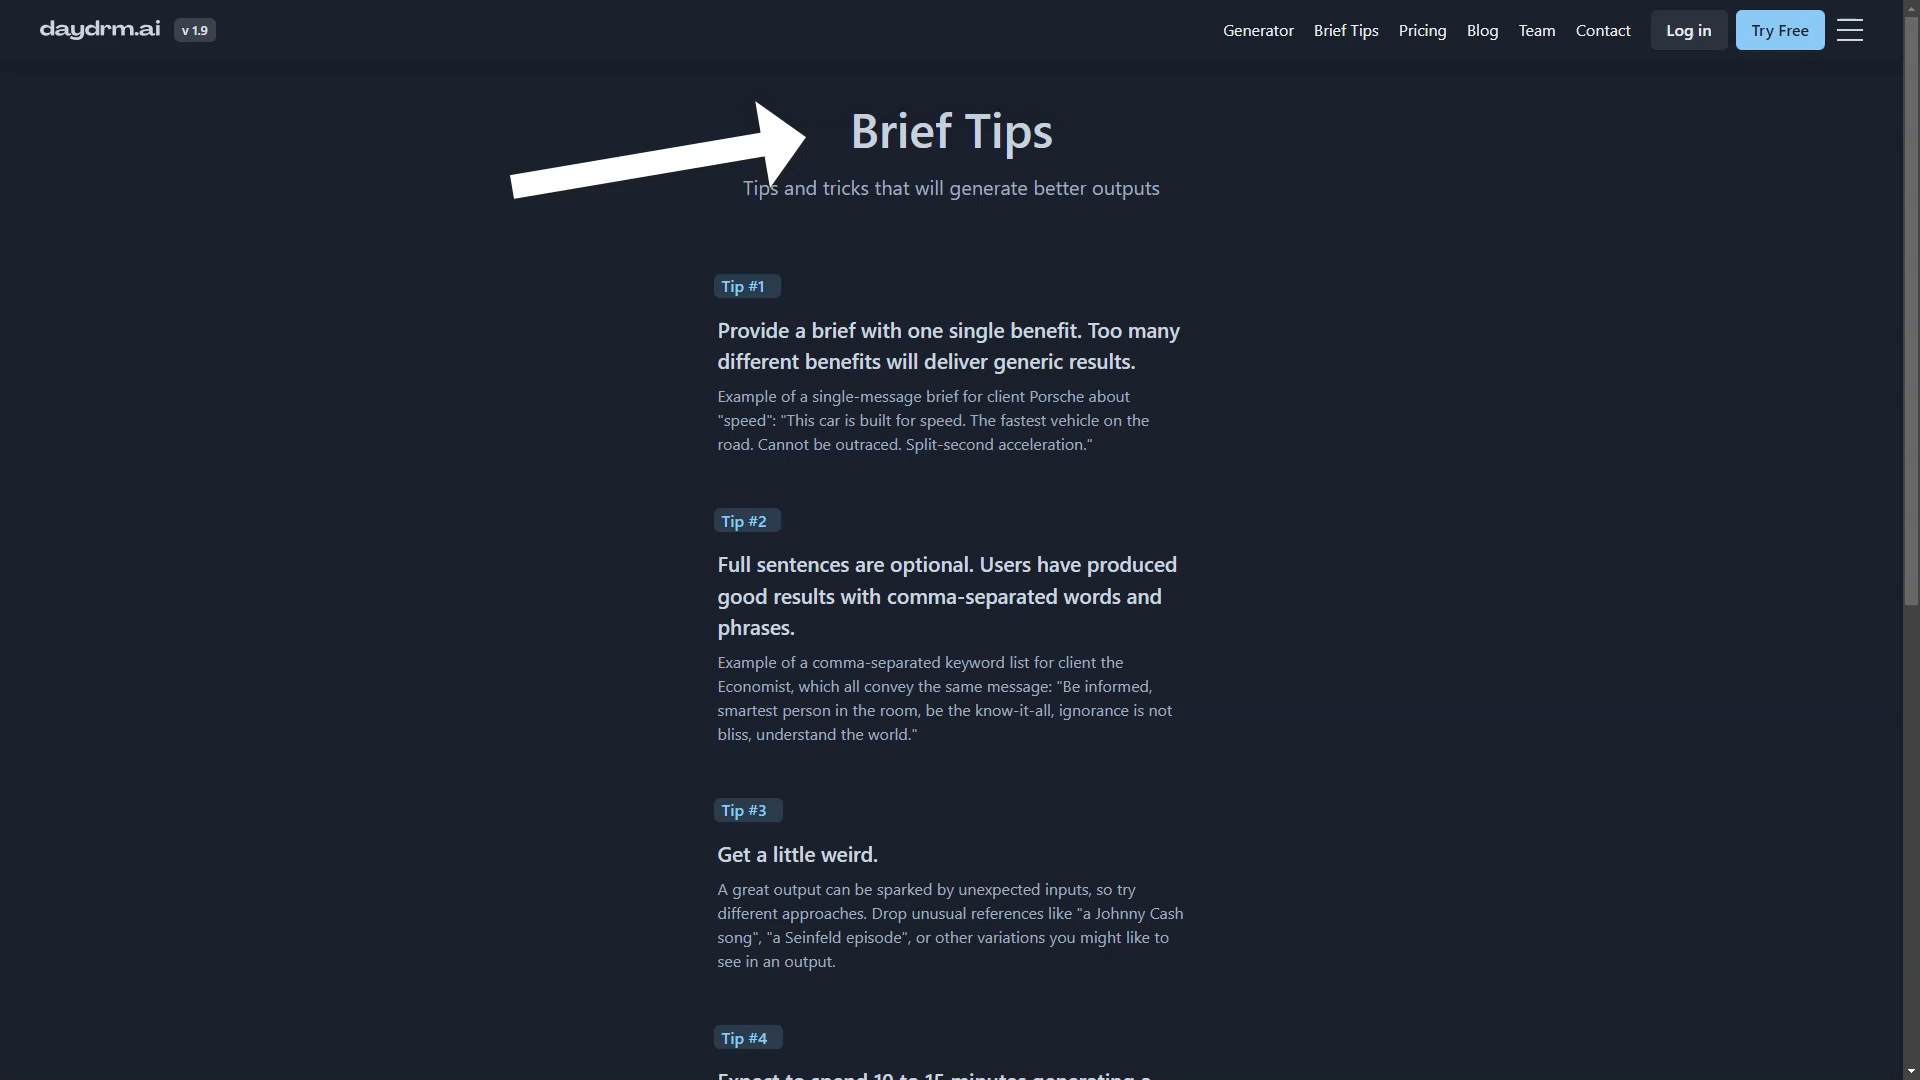 daydrm.ai v 1.9
Generator Brief Tips Pricing Blog Team Contact Log in Try Free
Brief Tips
Tips and tricks that will generate better outputs
Tip #1
Provide a brief with one single benefit. Too many
different benefits will deliver generic results.
Example of a single-message brief for client Porsche about
"speed": "This car is built for speed. The fastest vehicle on the
road. Cannot be outraced. Split-second acceleration."
Tip #2
Full sentences are optional. Users have produced
good results with comma-separated words and
phrases.
Example of a comma-separated keyword list for client the
Economist, which all convey the same message: "Be informed,
smartest person in the room, be the know-it-all, ignorance is not
bliss, understand the world."
Tip #3
Get a little weird.
A great output can be sparked by unexpected inputs, so try
different approaches. Drop unusual references like "a Johnny Cash
song", "a Seinfeld episode", or other variations you might like to
see in an output.
Tip #4
Expect to spend 10 to 15 minutes generating a